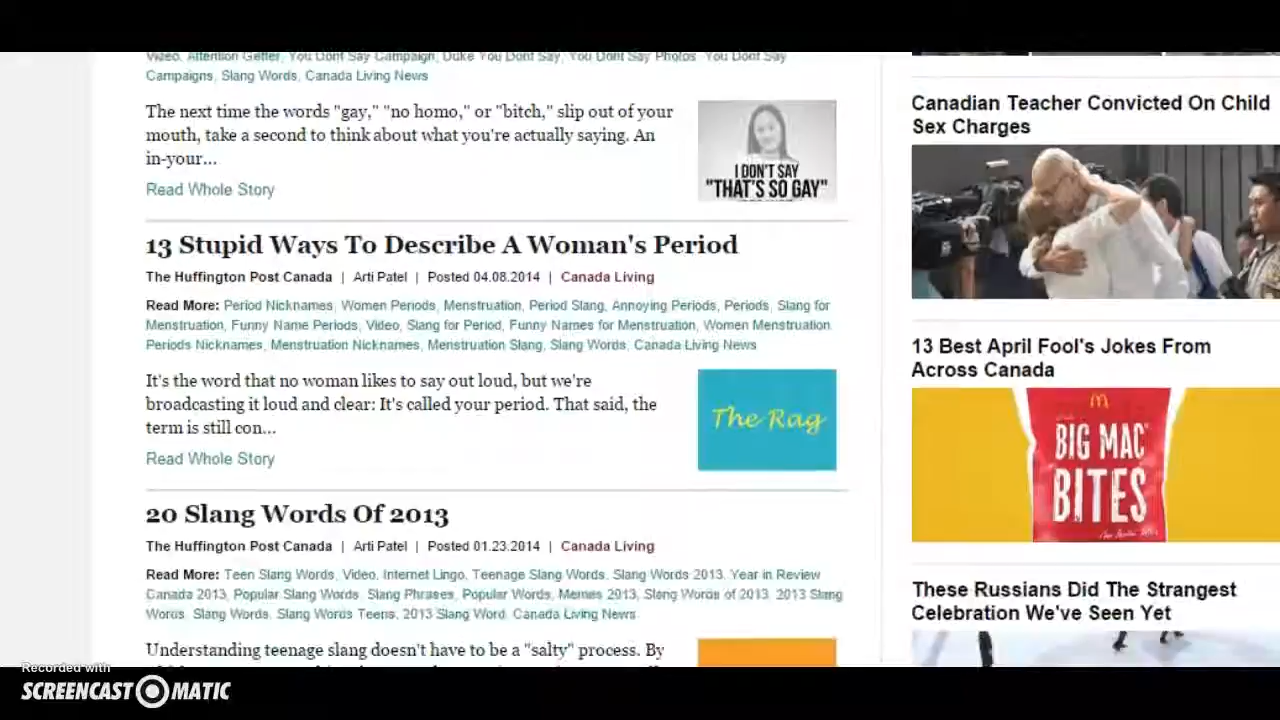 Video, Attention Getter, You Dont Say Campaign, Duke You Dont Say, You Dont Say Photos, You Dont Say
Campaigns, Slang Words, Canada Living News
The next time the words "gay," "no homo," or "bitch," slip out of your
mouth, take a second to think about what you're actually saying. An
in-your...
Read Whole Story
I DON'T SAY
"THAT'S SO GAY"
13 Stupid Ways To Describe A Woman's Period
The Huffington Post Canada | Arti Patel | Posted 04.08.2014 | Canada Living
Read More: Period Nicknames, Women Periods, Menstruation, Period Slang, Annoying Periods, Periods, Slang for
Menstruation, Funny Name Periods, Video, Slang for Period, Funny Names for Menstruation, Women Menstruation
Periods Nicknames, Menstruation Nicknames, Menstruation Slang, Slang Words, Canada Living News
It's the word that no woman likes to say out loud, but we're
broadcasting it loud and clear: It's called your period. That said, the
term is still con...
Read Whole Story
The Rag
20 Slang Words Of 2013
The Huffington Post Canada | Arti Patel | Posted 01.23.2014 | Canada Living
Read More: Teen Slang Words, Video, Internet Lingo, Teenage Slang Words, Slang Words 2013, Year in Review
Canada 2013, Popular Slang Words, Slang Phrases, Popular Words, Memes 2013, Slang Words of 2013, 2013 Slang
Words, Slang Words, Slang Words Teens, 2013 Slang Word, Canada Living News
Understanding teenage slang doesn't have to be a "salty" process. By
Canadian Teacher Convicted On Child
Sex Charges
13 Best April Fool's Jokes From
Across Canada
BIG MAC
BITES
These Russians Did The Strangest
Celebration We've Seen Yet
Recorded with
SCREENCAST MATIC